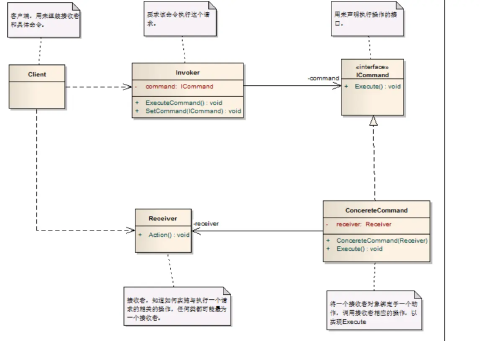 客户端，用来组装接收者
和具体命令。
要求该命令执行这个请
求。
用来声明执行操作的接
口。
Client
Invoker
- command: ICommand
+ ExecuteCommand() : void
+ SetCommand(ICommand) : void
-command
«interface»
ICommand
+ Execute() : void
Receiver
+ Action() : void
-receiver
ConcereteCommand
- receiver: Receiver
+ ConcereteCommand(Receiver)
+ Execute() : void
接收者，知道如何实施与执行一个请
求的相关的操作，任何类都可能最为
一个接收者。
将一个接收者对象绑定于一个动
作，调用接收者相应的操作，以
实现Execute